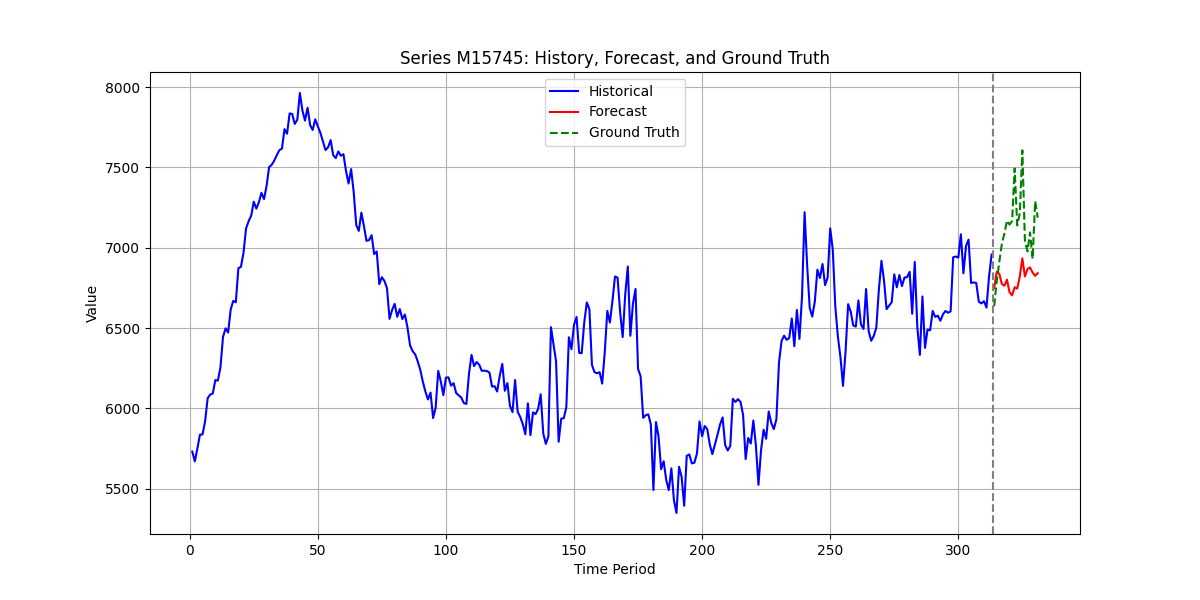 Series M15745: History, Forecast, and Ground Truth
Historical
Forecast
Ground Truth
8000
7500
7000
6500
6000
5500
Value
0 50 100 150 200 250 300
Time Period